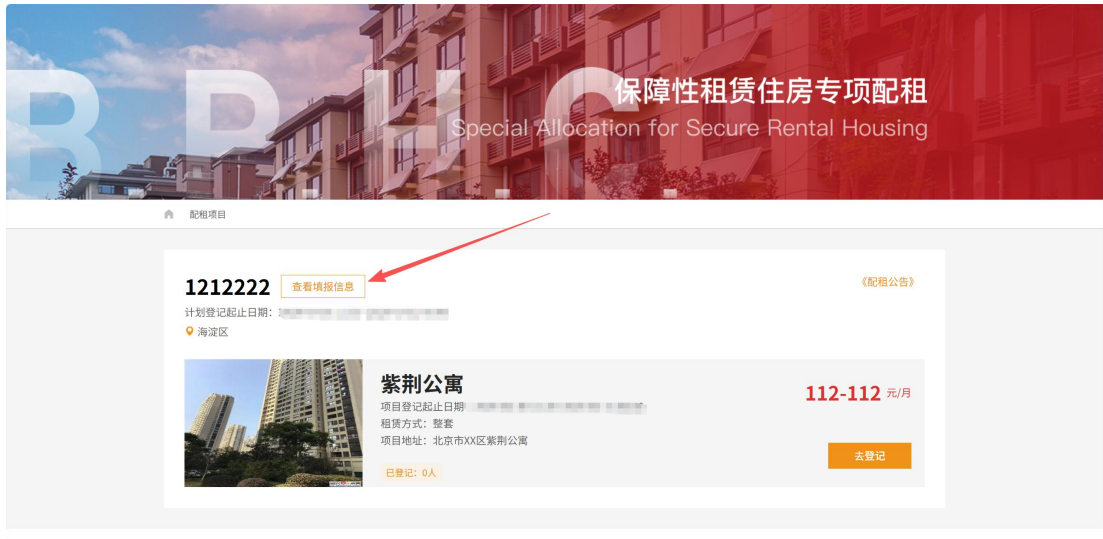 BPHC
保障性租赁住房专项配租
Special Allocation for Secure Rental Housing
配租项目
1212222
查看填报信息
《配租公告》
计划登记起止日期：
海淀区
紫荆公寓
项目登记起止日期
租赁方式：整套
项目地址：北京市XX区紫荆公寓
已登记：0人
112-112 元/月
去登记